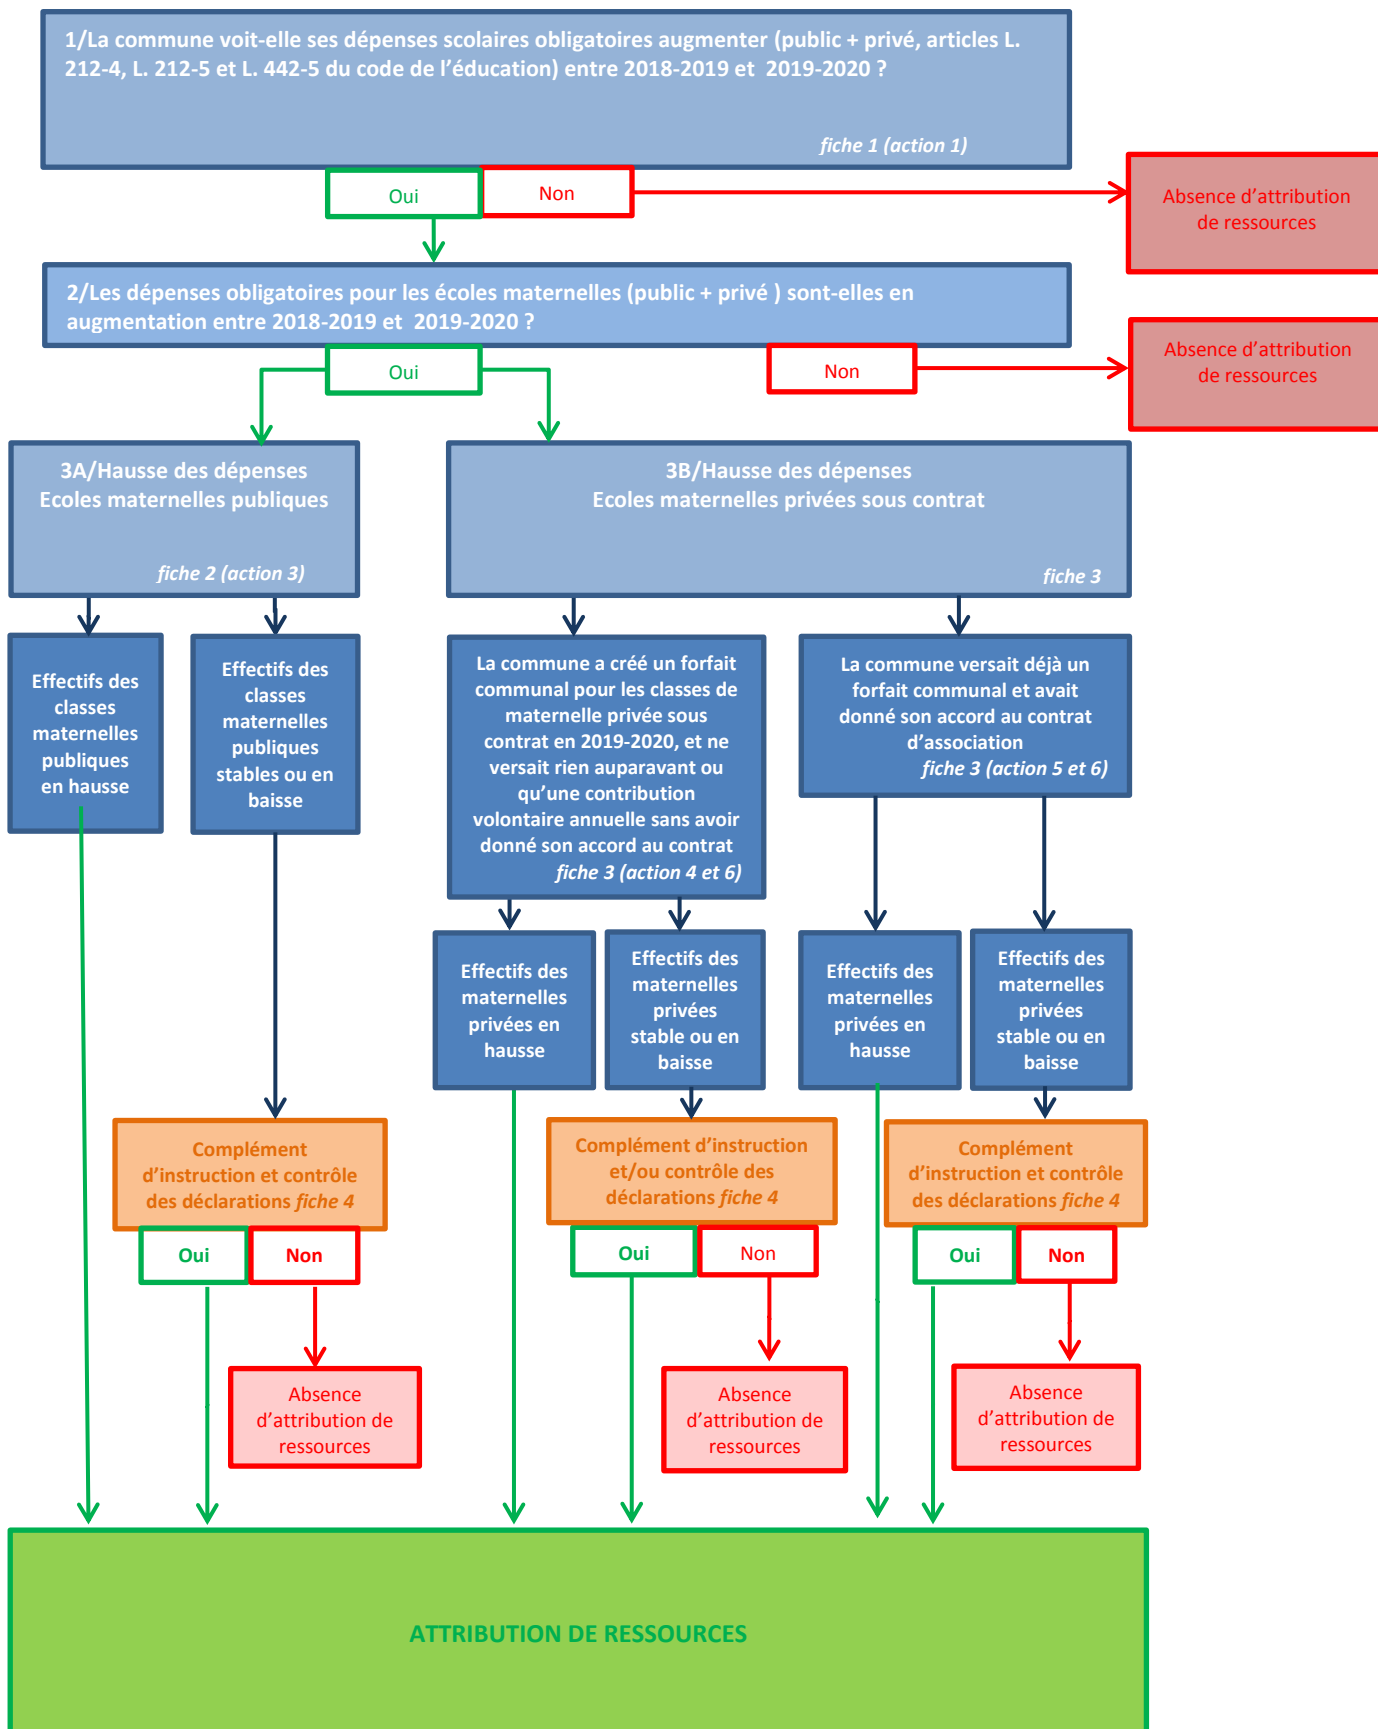 1/La commune voit-elle ses dépenses scolaires obligatoires augmenter (public + privé, articles L.
212-4, L. 212-5 et L. 442-5 du code de l'éducation) entre 2018-2019 et  2019-2020 ?
fiche 1 (action 1)
Oui
Non
Absence d'attribution
de ressources
2/Les dépenses obligatoires pour les écoles maternelles (public + privé ) sont-elles en
augmentation entre 2018-2019 et  2019-2020 ?
Oui
Non
Absence d'attribution
de ressources
3A/Hausse des dépenses
Ecoles maternelles publiques
fiche 2 (action 3)
3B/Hausse des dépenses
Ecoles maternelles privées sous contrat
fiche 3
Effectifs des
classes
maternelles
publiques
en hausse
Effectifs des
classes
maternelles
publiques
stables ou en
baisse
La commune a créé un forfait
communal pour les classes de
maternelle privée sous
contrat en 2019-2020, et ne
versait rien auparavant ou
qu'une contribution
volontaire annuelle sans avoir
donné son accord au contrat
fiche 3 (action 4 et 6)
La commune versait déjà un
forfait communal et avait
donné son accord au contrat
d'association
fiche 3 (action 5 et 6)
Effectifs des
maternelles
privées en
hausse
Effectifs des
maternelles
privées
stable ou en
baisse
Effectifs des
maternelles
privées en
hausse
Effectifs des
maternelles
privées
stable ou en
baisse
Complément
d'instruction et contrôle
des déclarations fiche 4
Oui
Non
Complément d'instruction
et/ou contrôle des
déclarations fiche 4
Oui
Non
Complément
d'instruction et contrôle
des déclarations fiche 4
Oui
Non
Absence
d'attribution de
ressources
Absence
d'attribution de
ressources
Absence
d'attribution de
ressources
ATTRIBUTION DE RESSOURCES